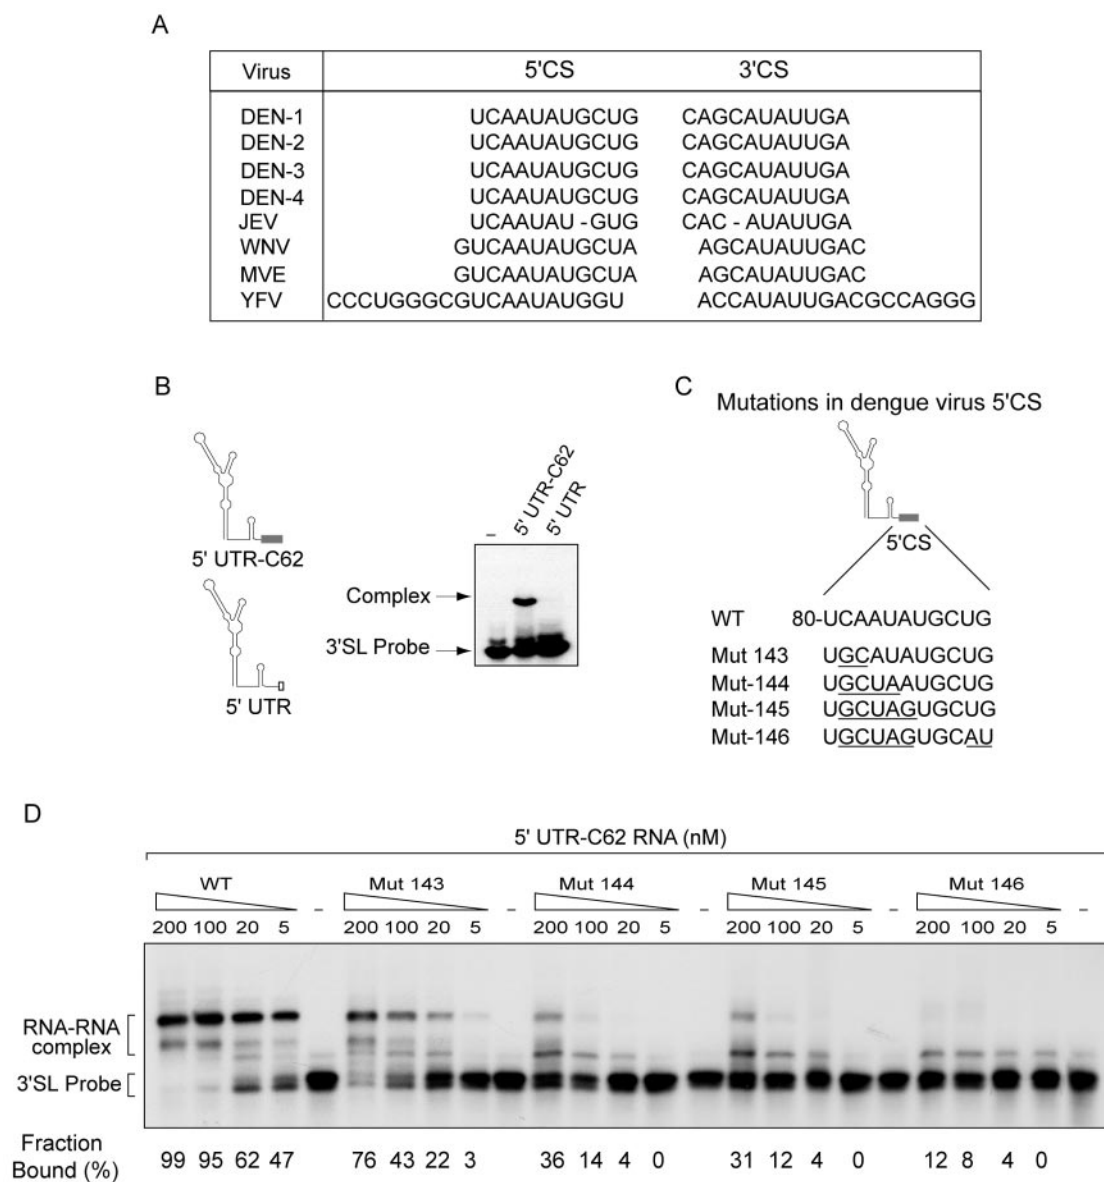 A
Virus 5'CS 3'CS
DEN-1 UCAAUAUGCUG CAGCAUAUUGA
DEN-2 UCAAUAUGCUG CAGCAUAUUGA
DEN-3 UCAAUAUGCUG CAGCAUAUUGA
DEN-4 UCAAUAUGCUG CAGCAUAUUGA
JEV UCAAUAU-GUG CAC-AUAUUGA
WNV GUCAAUAUGCUA AGCAUAUUGAC
MVE GUCAAUAUGCUA AGCAUAUUGAC
YFV CCCUGGGCGUCAAUAUGGU ACCAUAUUGACGCCAGGG
B
5' UTR-C62
5' UTR
- 5' UTR-C62 5' UTR
Complex
3'SL Probe
C
Mutations in dengue virus 5'CS
5'CS
WT 80-UCAAUAUGCUG
Mut 143 UGCAUAUGCUG
Mut-144 UGCUAAUGCUG
Mut-145 UGCUAGUGCUG
Mut-146 UGCUAGUGCAU
D
5' UTR-C62 RNA (nM)
WT Mut 143 Mut 144 Mut 145 Mut 146
200 100 20 5 - 200 100 20 5 - 200 100 20 5 - 200 100 20 5 - 200 100 20 5 -
RNA-RNA
complex
3'SL Probe
Fraction
Bound (%)
99 95 62 47 76 43 22 3 36 14 4 0 31 12 4 0 12 8 4 0